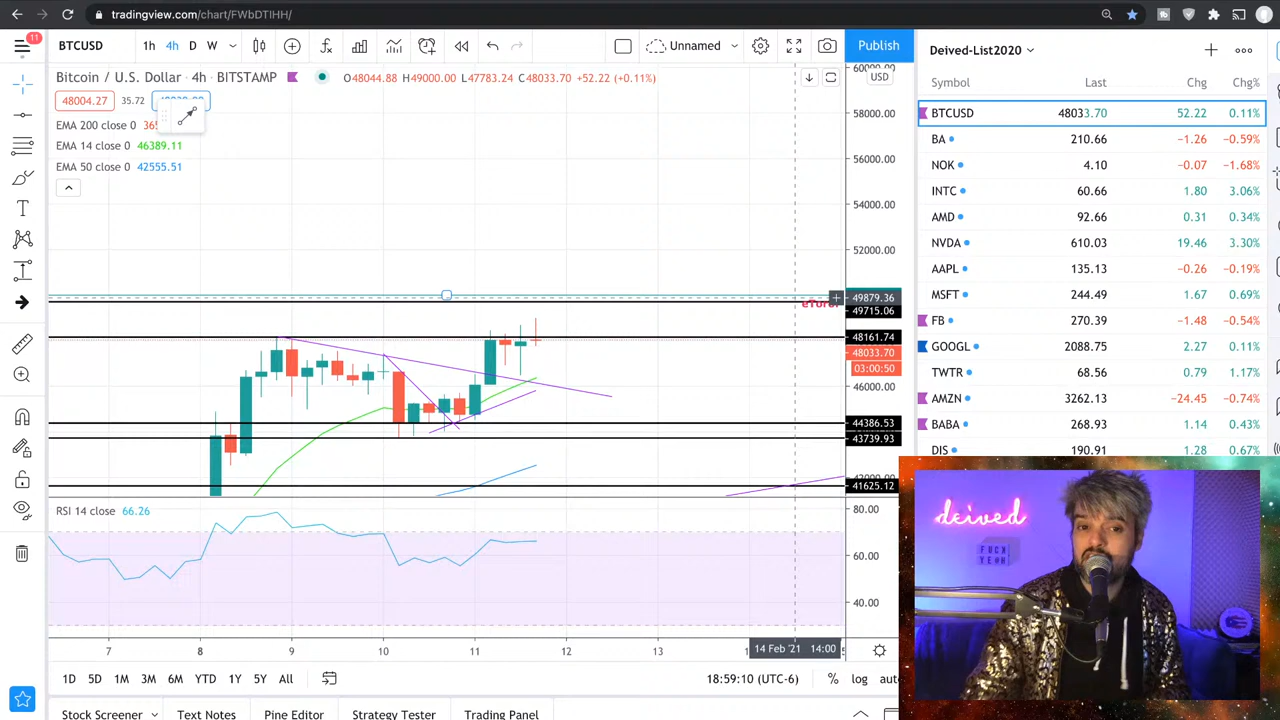 tradingview.com/chart/FWbDTIHH/
11
BTCUSD
1h 4h D W
Unnamed
Publish
Deived-List2020
Bitcoin / U.S. Dollar 4h BITSTAMP
O48044.88 H49000.00 L47783.24 C48033.70 +52.22 (+0.11%)
48004.27 35.72
EMA 200 close 0
EMA 14 close 0 46389.11
EMA 50 close 0 42555.51
USD
60000.00
58000.00
56000.00
54000.00
52000.00
49879.36
49715.06
48161.74
48033.70
03:00:50
46000.00
44386.53
43739.93
41625.12
RSI 14 close 66.26
80.00
60.00
40.00
7 8 9 10 11 12 13
14 Feb '21 14:00
1D 5D 1M 3M 6M YTD 1Y 5Y All
18:59:10 (UTC-6)
% log
Stock Screener Text Notes Pine Editor Strategy Tester Trading Panel
Symbol Last Chg Chg%
BTCUSD 48033.70 52.22 0.11%
BA 210.66 −1.26 −0.59%
NOK 4.10 −0.07 −1.68%
INTC 60.66 1.80 3.06%
AMD 92.66 0.31 0.34%
NVDA 610.03 19.46 3.30%
AAPL 135.13 −0.26 −0.19%
MSFT 244.49 1.67 0.69%
FB 270.39 −1.48 −0.54%
GOOGL 2088.75 2.27 0.11%
TWTR 68.56 0.79 1.17%
AMZN 3262.13 −24.45 −0.74%
BABA 268.93 1.14 0.43%
DIS 190.91 1.28 0.67%
deived
FUCK
YEAH